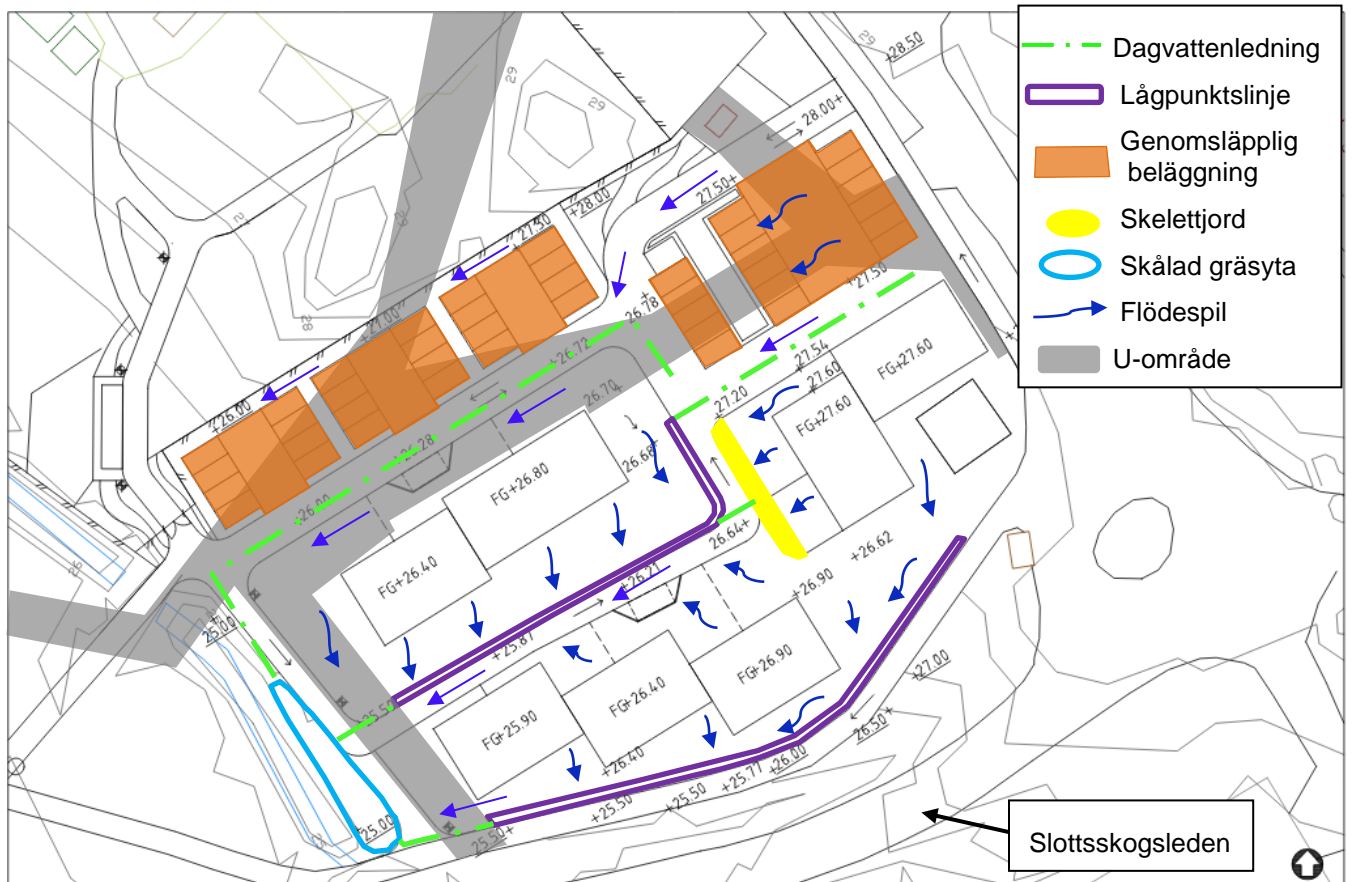 Dagvattenledning
Lågpunktslinje
Genomsläpplig
beläggning
Skelettjord
Skålad gräsyta
Flödespil
U-område
29
29
29
+28.50
28.00+
27.50+
+28.00
+27.50
29
28
+27.00
26.78
+27.50
+26.72
27.54
+26.00
26.70
+27.60
FG+27.60
+27.20
FG+27.60
+26.28
26.68
FG+26.80
+26.00
26.64+
+26.62
26
FG+26.40
+26.21
+26.90
25.00
+25.87
FG+26.90
+27.00
+25.50
FG+26.40
26.50+
FG+25.90
+26.40
+26.00
+25.77
+25.50
+25.50
25.00
25.50+
Slottsskogsleden